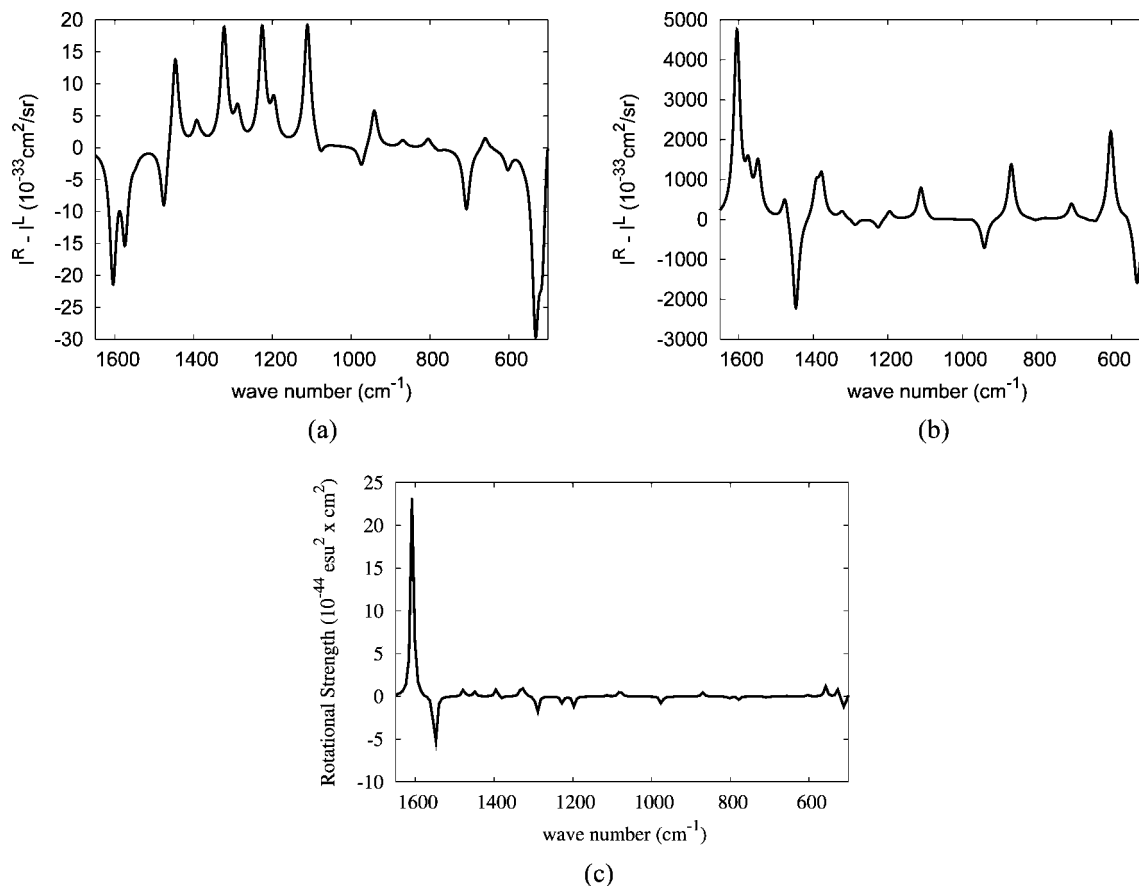 20
15
10
5
0
-5
-10
-15
-20
-25
-30
I^R - I^L (10^-33 cm^2/sr)
1600 1400 1200 1000 800 600
wave number (cm^-1)
(a)
5000
4000
3000
2000
1000
0
-1000
-2000
-3000
I^R - I^L (10^-33 cm^2/sr)
1600 1400 1200 1000 800 600
wave number (cm^-1)
(b)
25
20
15
10
5
0
-5
-10
Rotational Strength (10^-44 esu^2 x cm^2)
1600 1400 1200 1000 800 600
wave number (cm^-1)
(c)